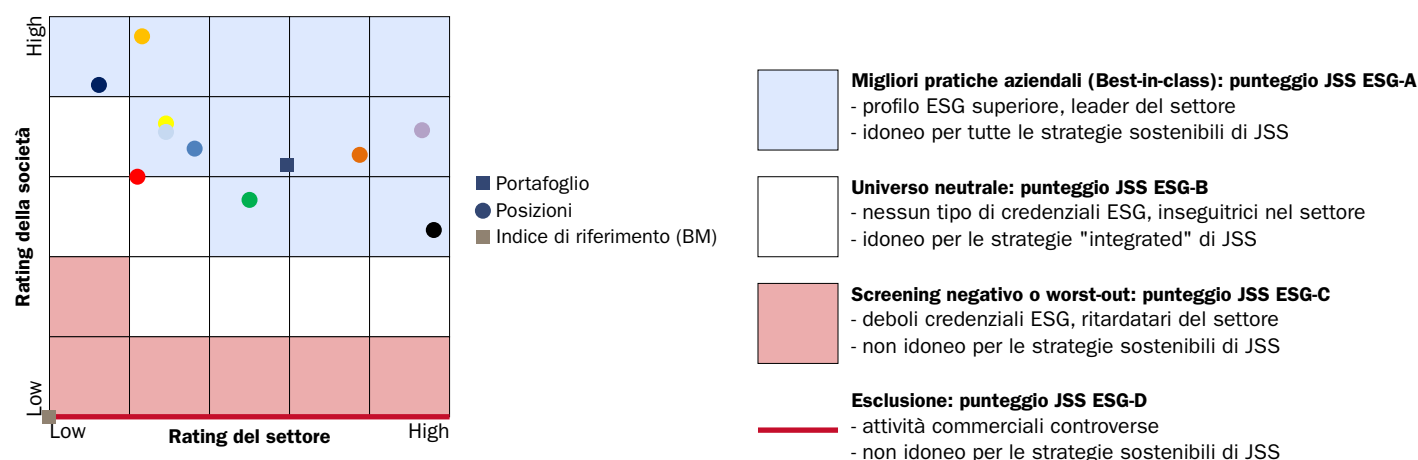 High
Rating della società
Low
Low
Rating del settore
High
Portafoglio
Posizioni
Indice di riferimento (BM)
Migliori pratiche aziendali (Best-in-class): punteggio JSS ESG-A
- profilo ESG superiore, leader del settore
- idoneo per tutte le strategie sostenibili di JSS
Universo neutrale: punteggio JSS ESG-B
- nessun tipo di credenziali ESG, inseguitrici nel settore
- idoneo per le strategie "integrated" di JSS
Screening negativo o worst-out: punteggio JSS ESG-C
- deboli credenziali ESG, ritardatari del settore
- non idoneo per le strategie sostenibili di JSS
Esclusione: punteggio JSS ESG-D
- attività commerciali controverse
- non idoneo per le strategie sostenibili di JSS